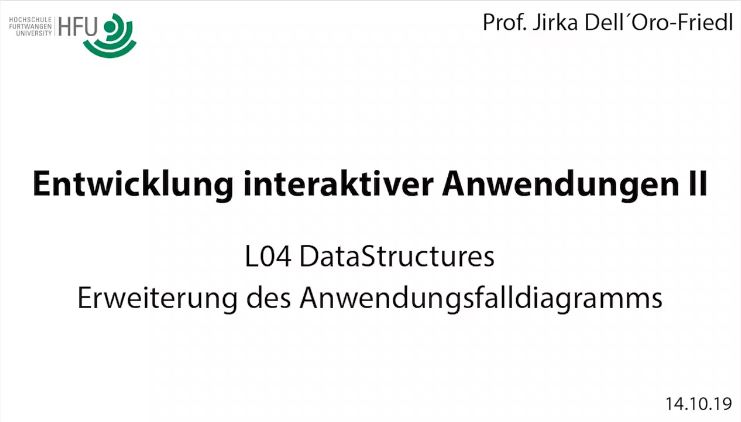 HOCHSCHULE
FURTWANGEN
UNIVERSITY
HFU
Prof. Jirka Dell´Oro-Friedl
Entwicklung interaktiver Anwendungen II
L04 DataStructures
Erweiterung des Anwendungsfalldiagramms
14.10.19